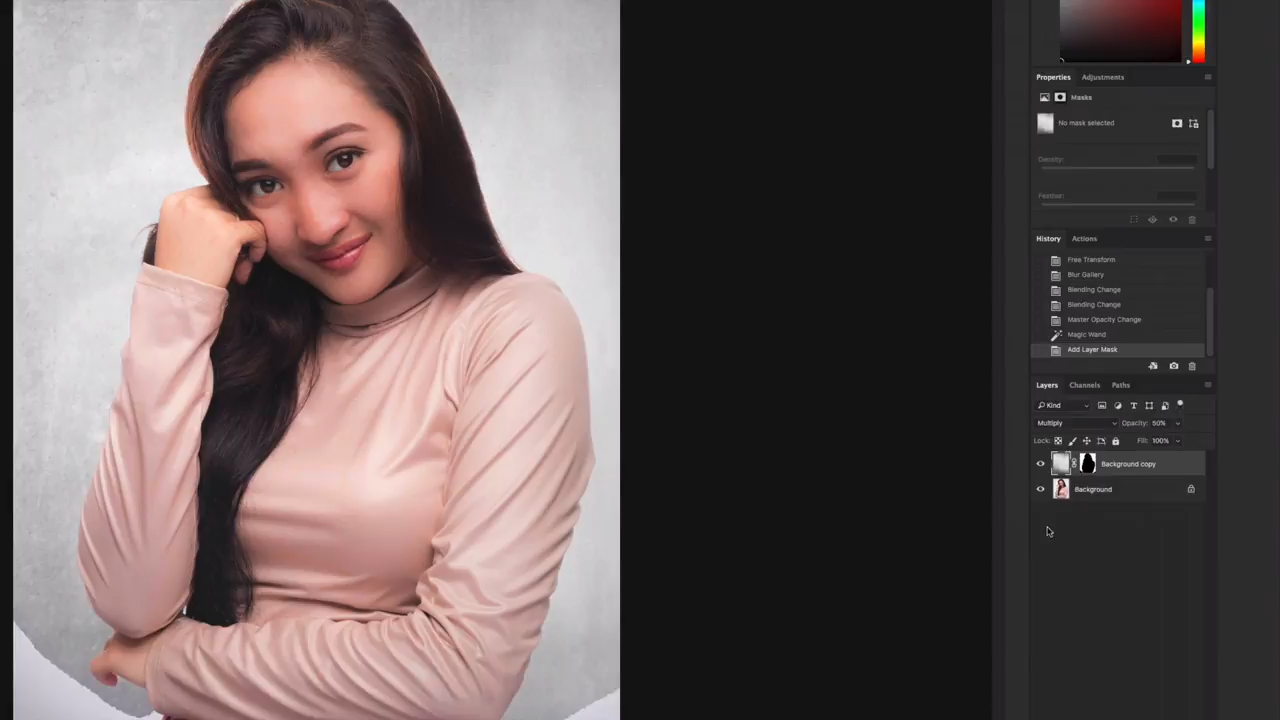 Properties Adjustments
Masks
No mask selected
Density:
Feather:
History Actions
Free Transform
Blur Gallery
Blending Change
Blending Change
Master Opacity Change
Magic Wand
Add Layer Mask
Layers Channels Paths
Kind
Multiply Opacity: 50%
Lock: Fill: 100%
Background copy
Background